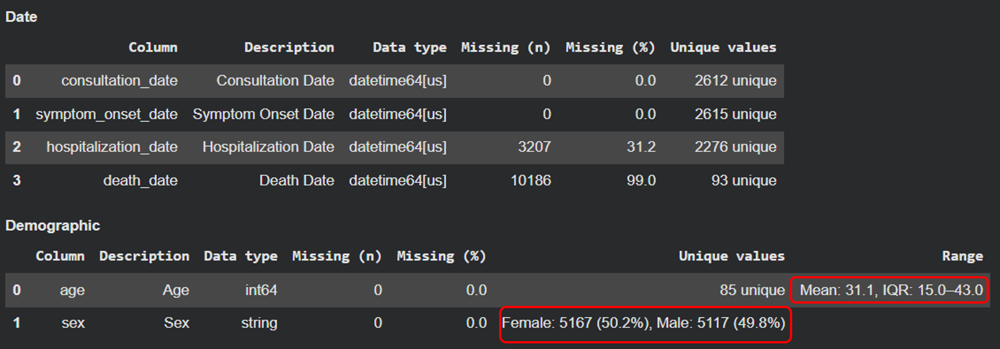 Date
Column Description Data type Missing (n) Missing (%) Unique values
0 consultation_date Consultation Date datetime64[us] 0 0.0 2612 unique
1 symptom_onset_date Symptom Onset Date datetime64[us] 0 0.0 2615 unique
2 hospitalization_date Hospitalization Date datetime64[us] 3207 31.2 2276 unique
3 death_date Death Date datetime64[us] 10186 99.0 93 unique
Demographic
Column Description Data type Missing (n) Missing (%) Unique values Range
0 age Age int64 0 0.0 85 unique Mean: 31.1, IQR: 15.0–43.0
1 sex Sex string 0 0.0 Female: 5167 (50.2%), Male: 5117 (49.8%)